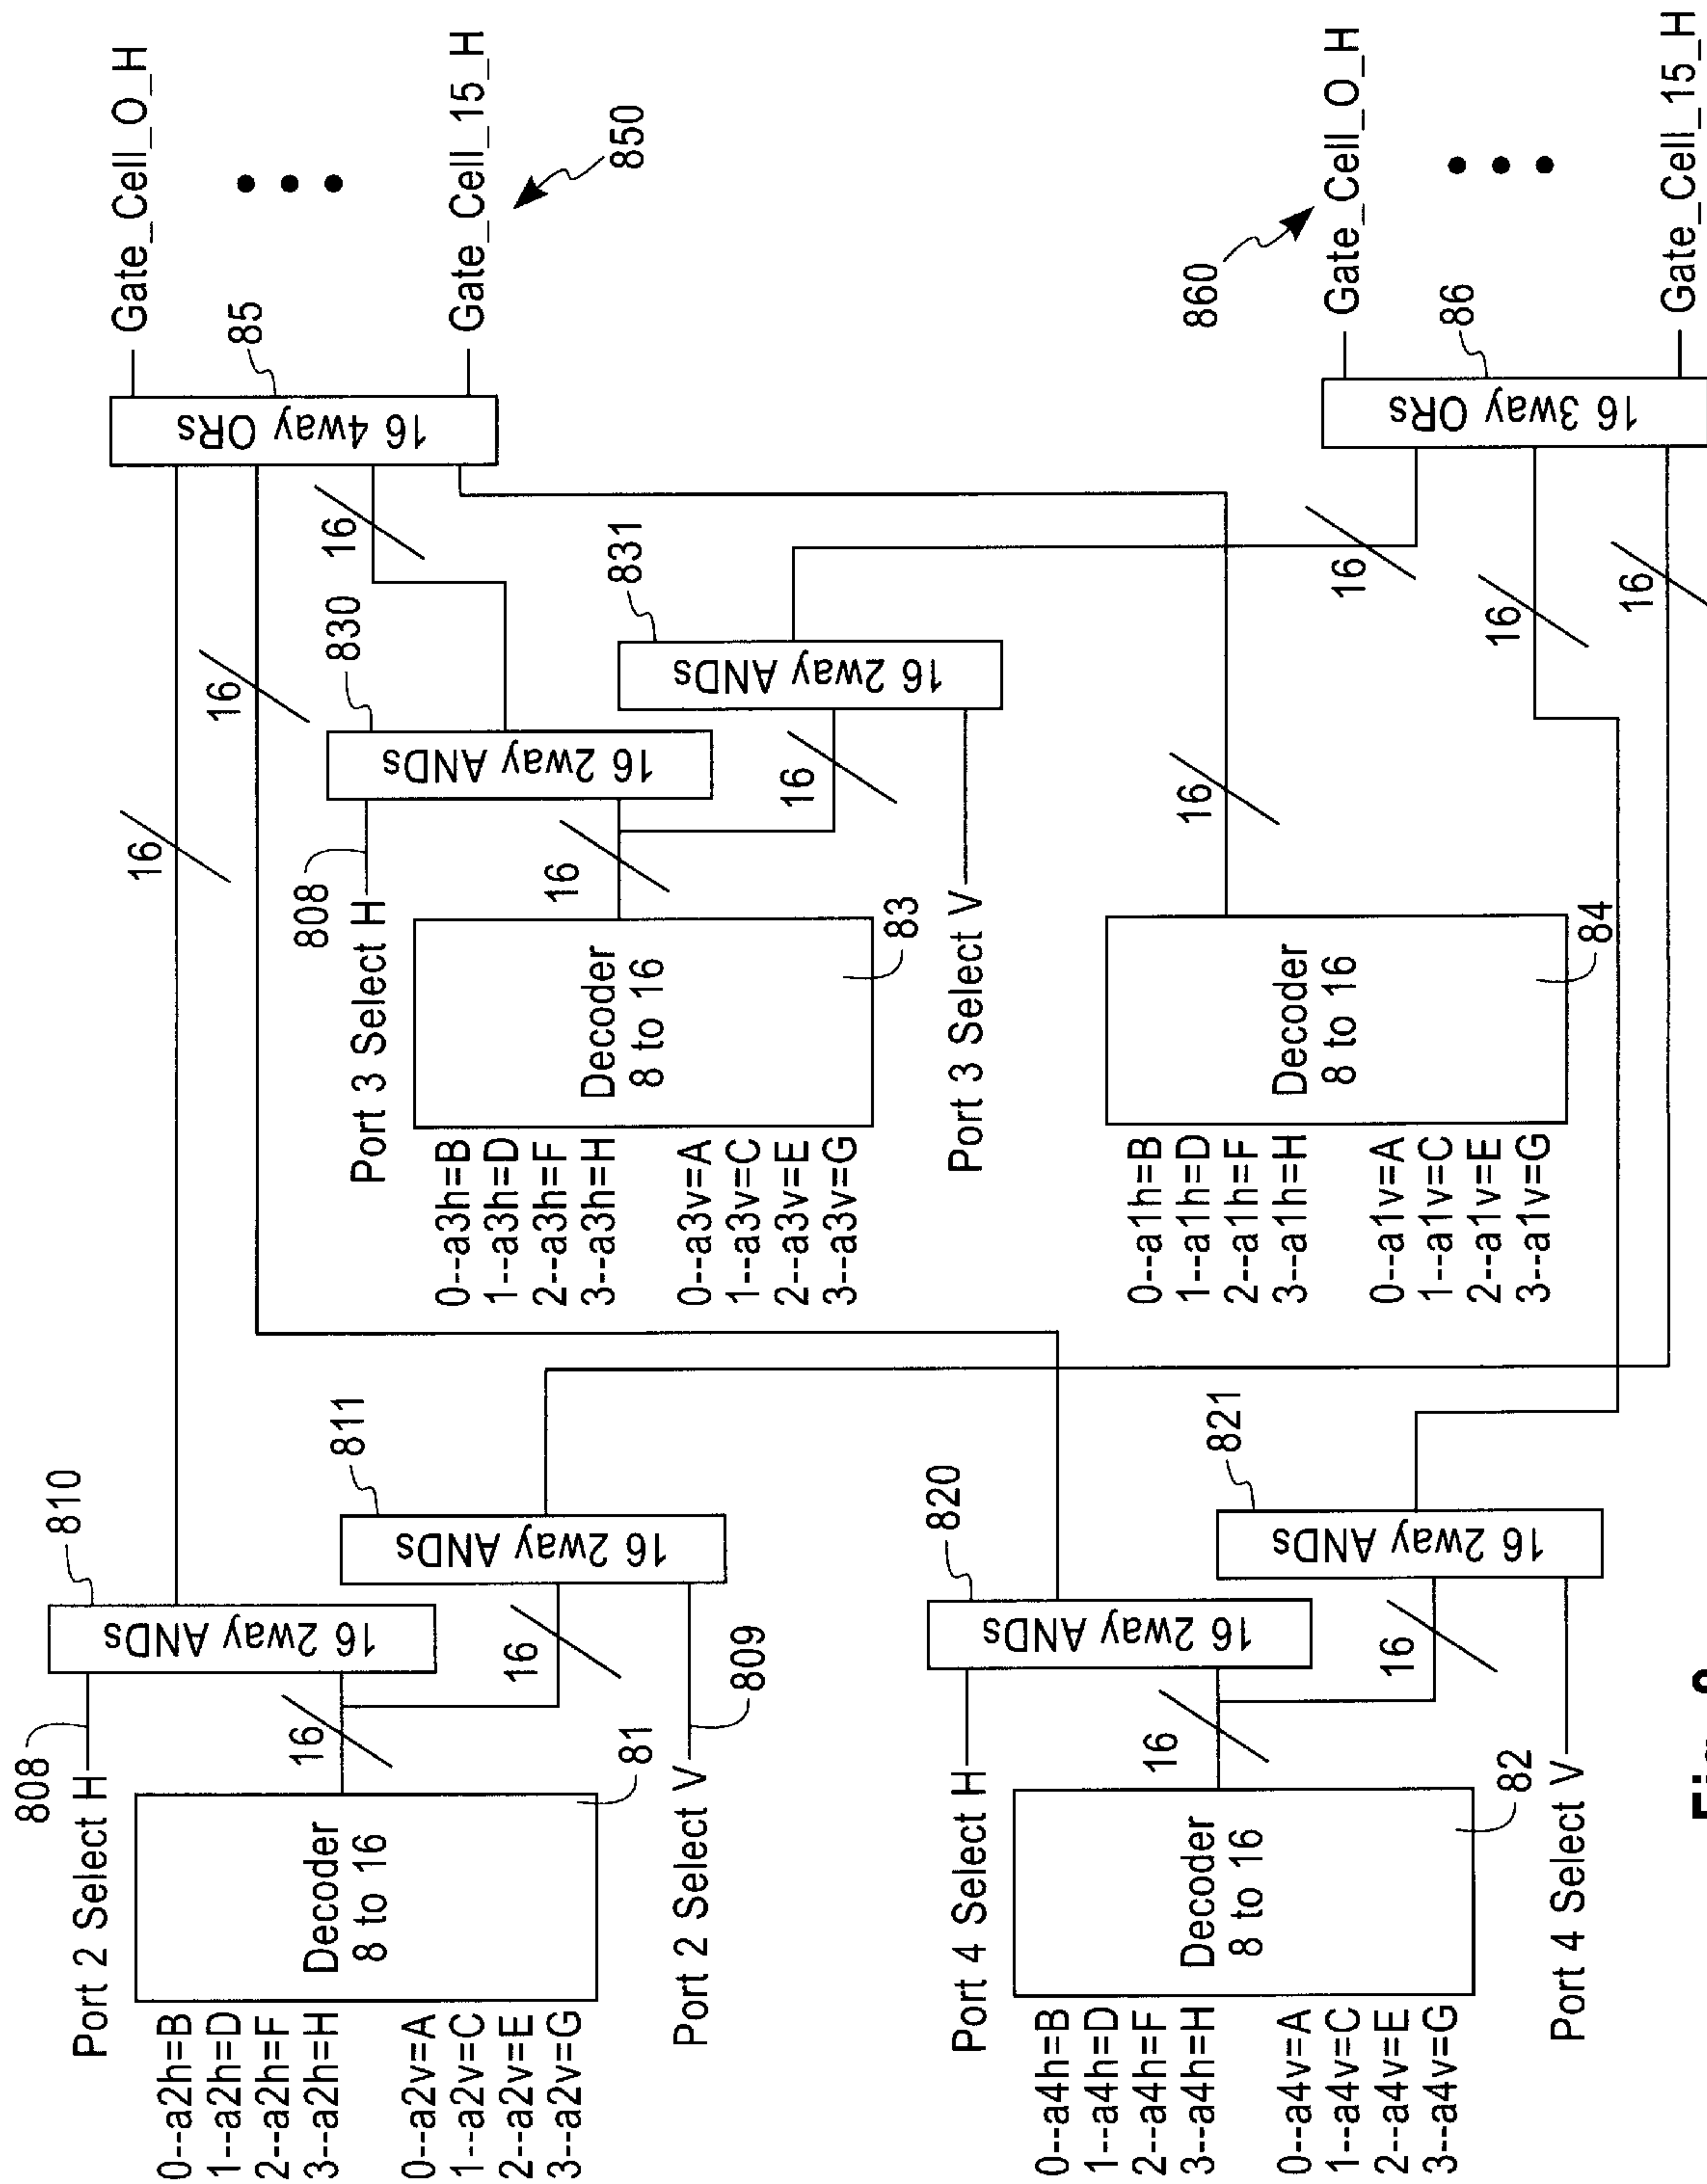 808
Port 2 Select H
0---a2h=B
1---a2h=D
2---a2h=F
3---a2h=H
0---a2v=A
1---a2v=C
2---a2v=E
3---a2v=G
Decoder
8 to 16
81
Port 2 Select V
809
16
16
810
16 2way ANDs
811
16 2way ANDs
Port 4 Select H
0---a4h=B
1---a4h=D
2---a4h=F
3---a4h=H
0---a4v=A
1---a4v=C
2---a4v=E
3---a4v=G
Decoder
8 to 16
82
Port 4 Select V
16
16
820
16 2way ANDs
821
16 2way ANDs
808
Port 3 Select H
0---a3h=B
1---a3h=D
2---a3h=F
3---a3h=H
0---a3v=A
1---a3v=C
2---a3v=E
3---a3v=G
Decoder
8 to 16
83
Port 3 Select V
16
16
830
16 2way ANDs
831
16 2way ANDs
0---a1h=B
1---a1h=D
2---a1h=F
3---a1h=H
0---a1v=A
1---a1v=C
2---a1v=E
3---a1v=G
Decoder
8 to 16
84
16
16
16
16
16
16
16
85
16 4way ORs
Gate_Cell_O_H
Gate_Cell_15_H
850
86
16 3way ORs
860
Gate_Cell_O_H
Gate_Cell_15_H